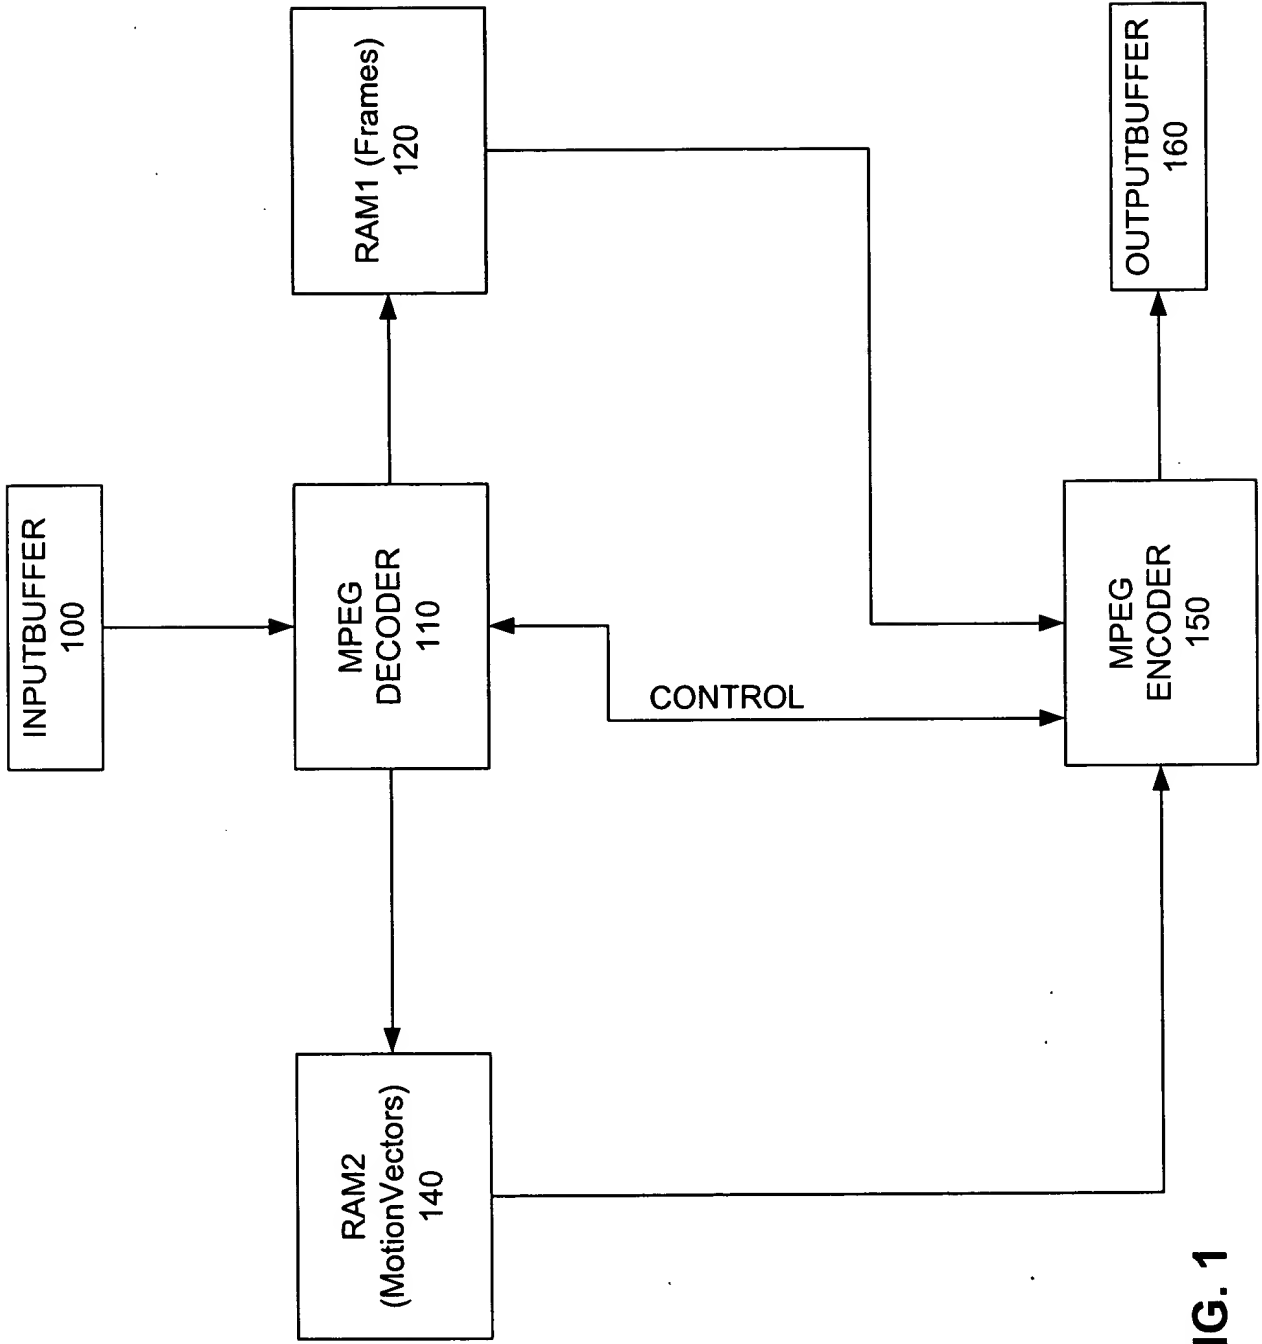 INPUTBUFFER
100
RAM2
(MotionVectors)
140
MPEG
DECODER
110
RAM1 (Frames)
120
CONTROL
MPEG
ENCODER
150
OUTPUTBUFFER
160
IG. 1